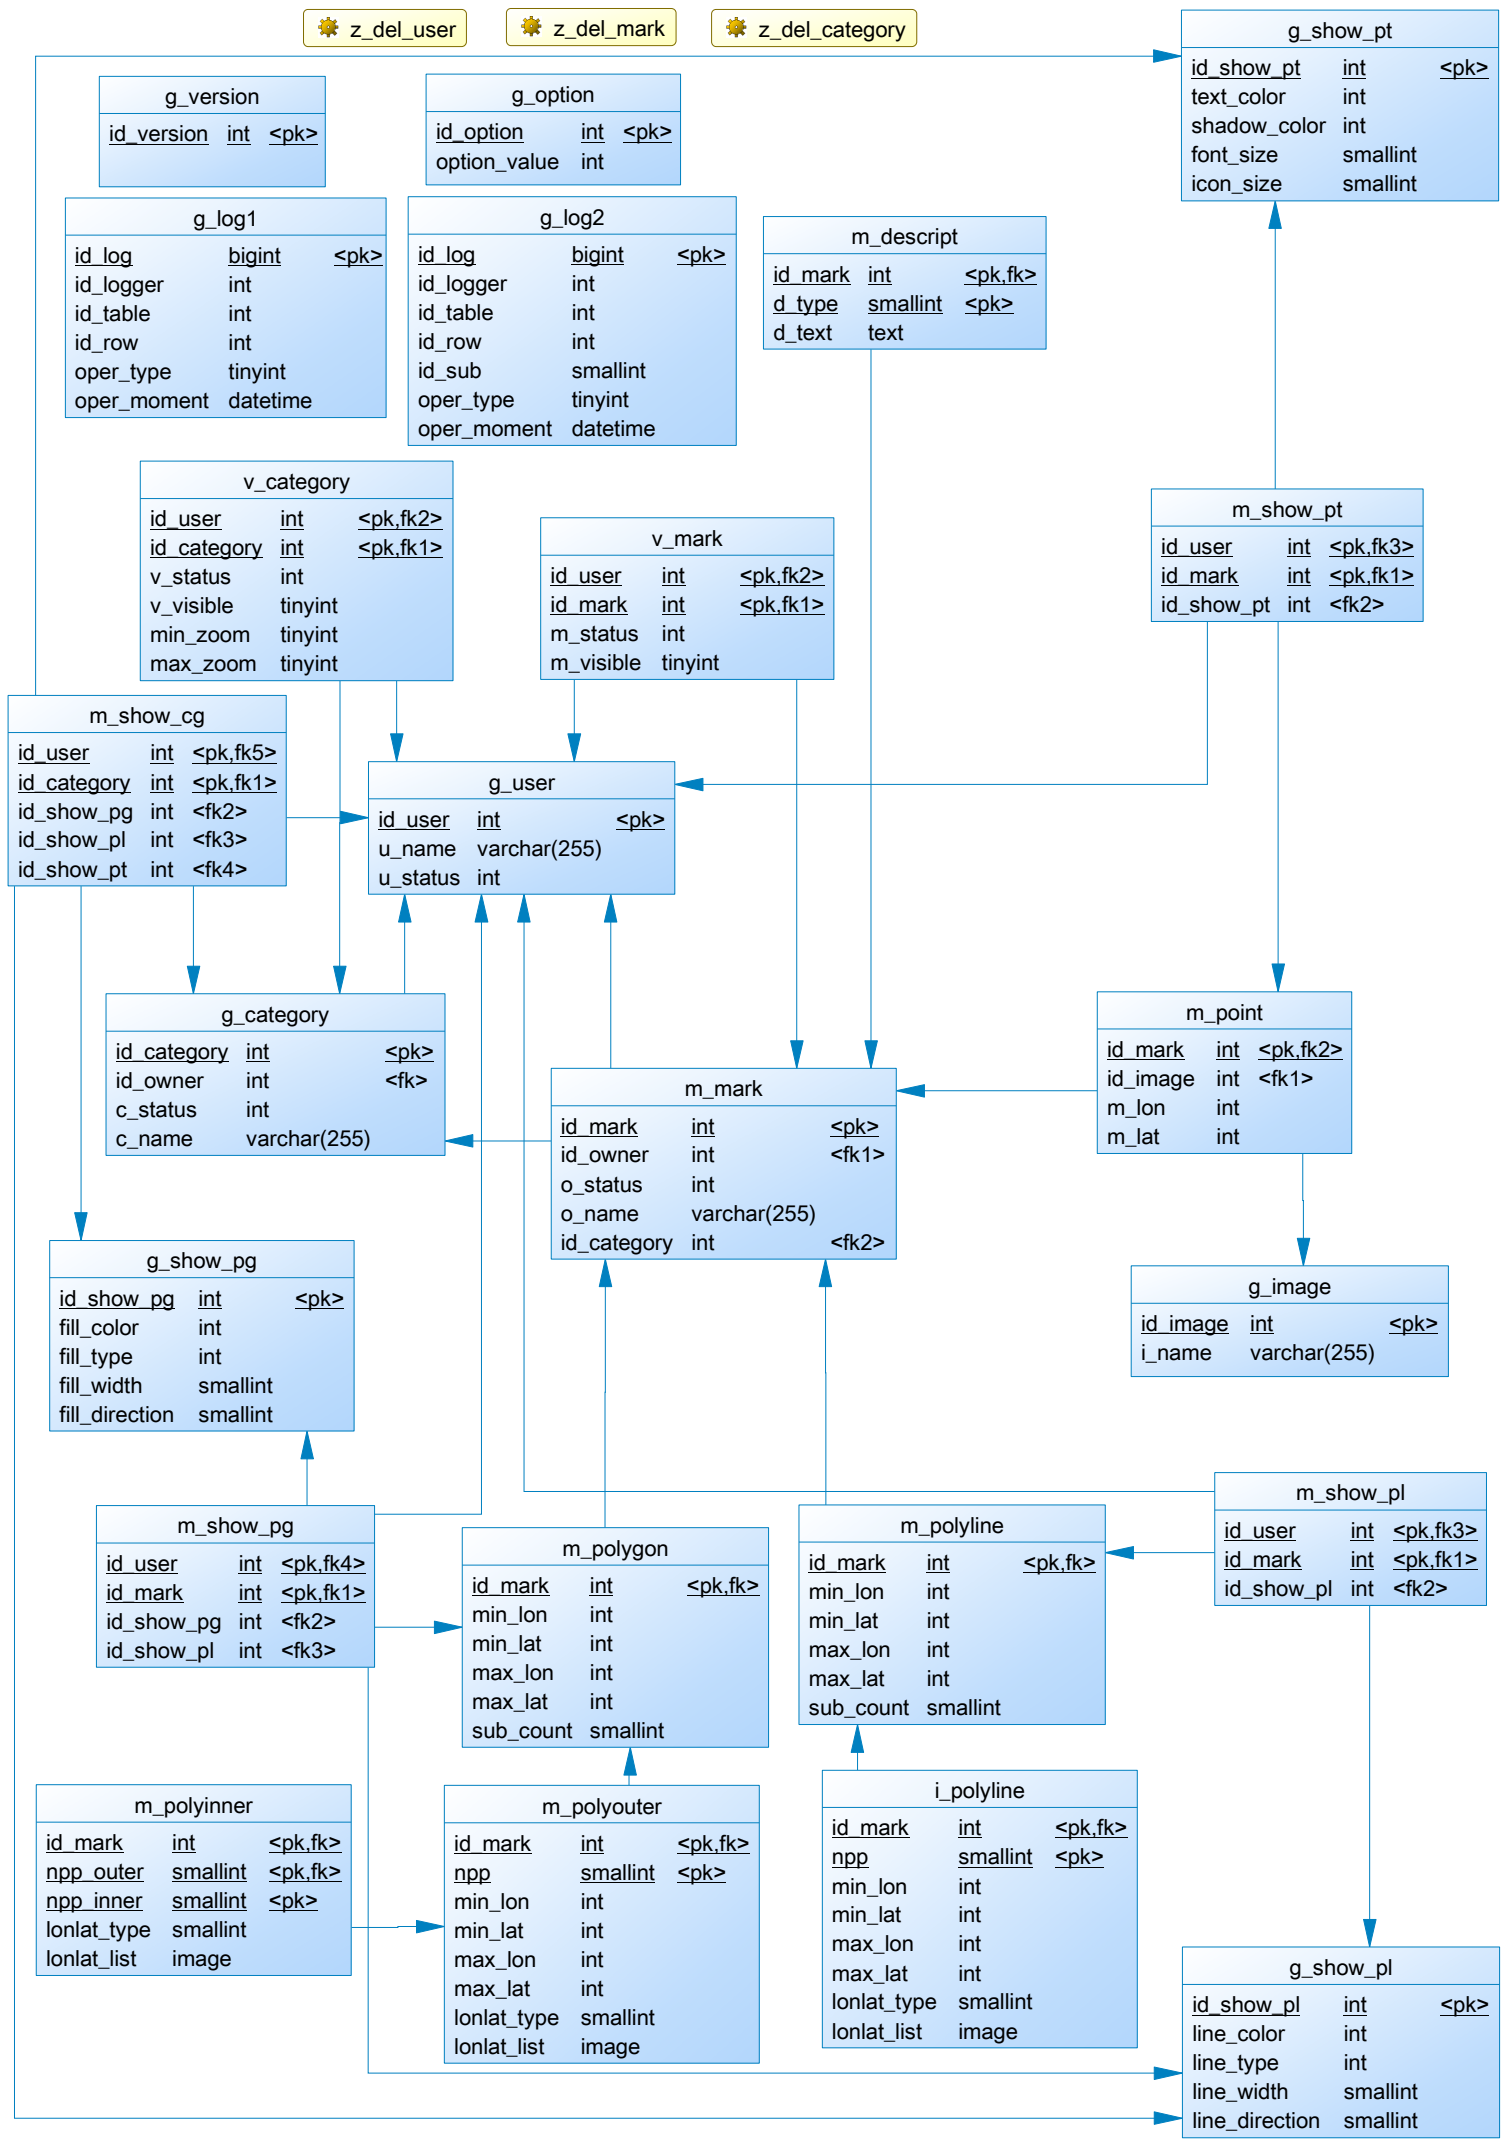 z_del_user
z_del_mark
z_del_category
g_show_pt
id_show_pt int <pk>
text_color int
shadow_color int
font_size smallint
icon_size smallint
g_version
id_version int <pk>
g_option
id_option int <pk>
option_value int
g_log1
id_log bigint <pk>
id_logger int
id_table int
id_row int
oper_type tinyint
oper_moment datetime
g_log2
id_log bigint <pk>
id_logger int
id_table int
id_row int
id_sub smallint
oper_type tinyint
oper_moment datetime
m_descript
id_mark int <pk,fk>
d_type smallint <pk>
d_text text
v_category
id_user int <pk,fk2>
id_category int <pk,fk1>
v_status int
v_visible tinyint
min_zoom tinyint
max_zoom tinyint
v_mark
id_user int <pk,fk2>
id_mark int <pk,fk1>
m_status int
m_visible tinyint
m_show_pt
id_user int <pk,fk3>
id_mark int <pk,fk1>
id_show_pt int <fk2>
m_show_cg
id_user int <pk,fk5>
id_category int <pk,fk1>
id_show_pg int <fk2>
id_show_pl int <fk3>
id_show_pt int <fk4>
g_user
id_user int <pk>
u_name varchar(255)
u_status int
g_category
id_category int <pk>
id_owner int <fk>
c_status int
c_name varchar(255)
m_mark
id_mark int <pk>
id_owner int <fk1>
o_status int
o_name varchar(255)
id_category int <fk2>
m_point
id_mark int <pk,fk2>
id_image int <fk1>
m_lon int
m_lat int
g_show_pg
id_show_pg int <pk>
fill_color int
fill_type int
fill_width smallint
fill_direction smallint
g_image
id_image int <pk>
i_name varchar(255)
m_show_pg
id_user int <pk,fk4>
id_mark int <pk,fk1>
id_show_pg int <fk2>
id_show_pl int <fk3>
m_polygon
id_mark int <pk,fk>
min_lon int
min_lat int
max_lon int
max_lat int
sub_count smallint
m_polyline
id_mark int <pk,fk>
min_lon int
min_lat int
max_lon int
max_lat int
sub_count smallint
m_show_pl
id_user int <pk,fk3>
id_mark int <pk,fk1>
id_show_pl int <fk2>
m_polyinner
id_mark int <pk,fk>
npp_outer smallint <pk,fk>
npp_inner smallint <pk>
lonlat_type smallint
lonlat_list image
m_polyouter
id_mark int <pk,fk>
npp smallint <pk>
min_lon int
min_lat int
max_lon int
max_lat int
lonlat_type smallint
lonlat_list image
i_polyline
id_mark int <pk,fk>
npp smallint <pk>
min_lon int
min_lat int
max_lon int
max_lat int
lonlat_type smallint
lonlat_list image
g_show_pl
id_show_pl int <pk>
line_color int
line_type int
line_width smallint
line_direction smallint